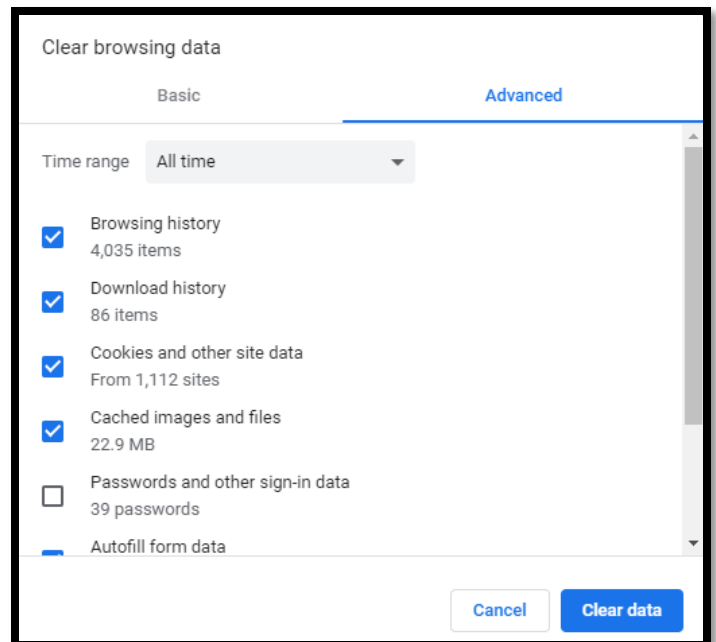 Clear browsing data
Basic
Advanced
Time range
All time
Browsing history
4,035 items
Download history
86 items
Cookies and other site data
From 1,112 sites
Cached images and files
22.9 MB
Passwords and other sign-in data
39 passwords
Autofill form data
Cancel
Clear data